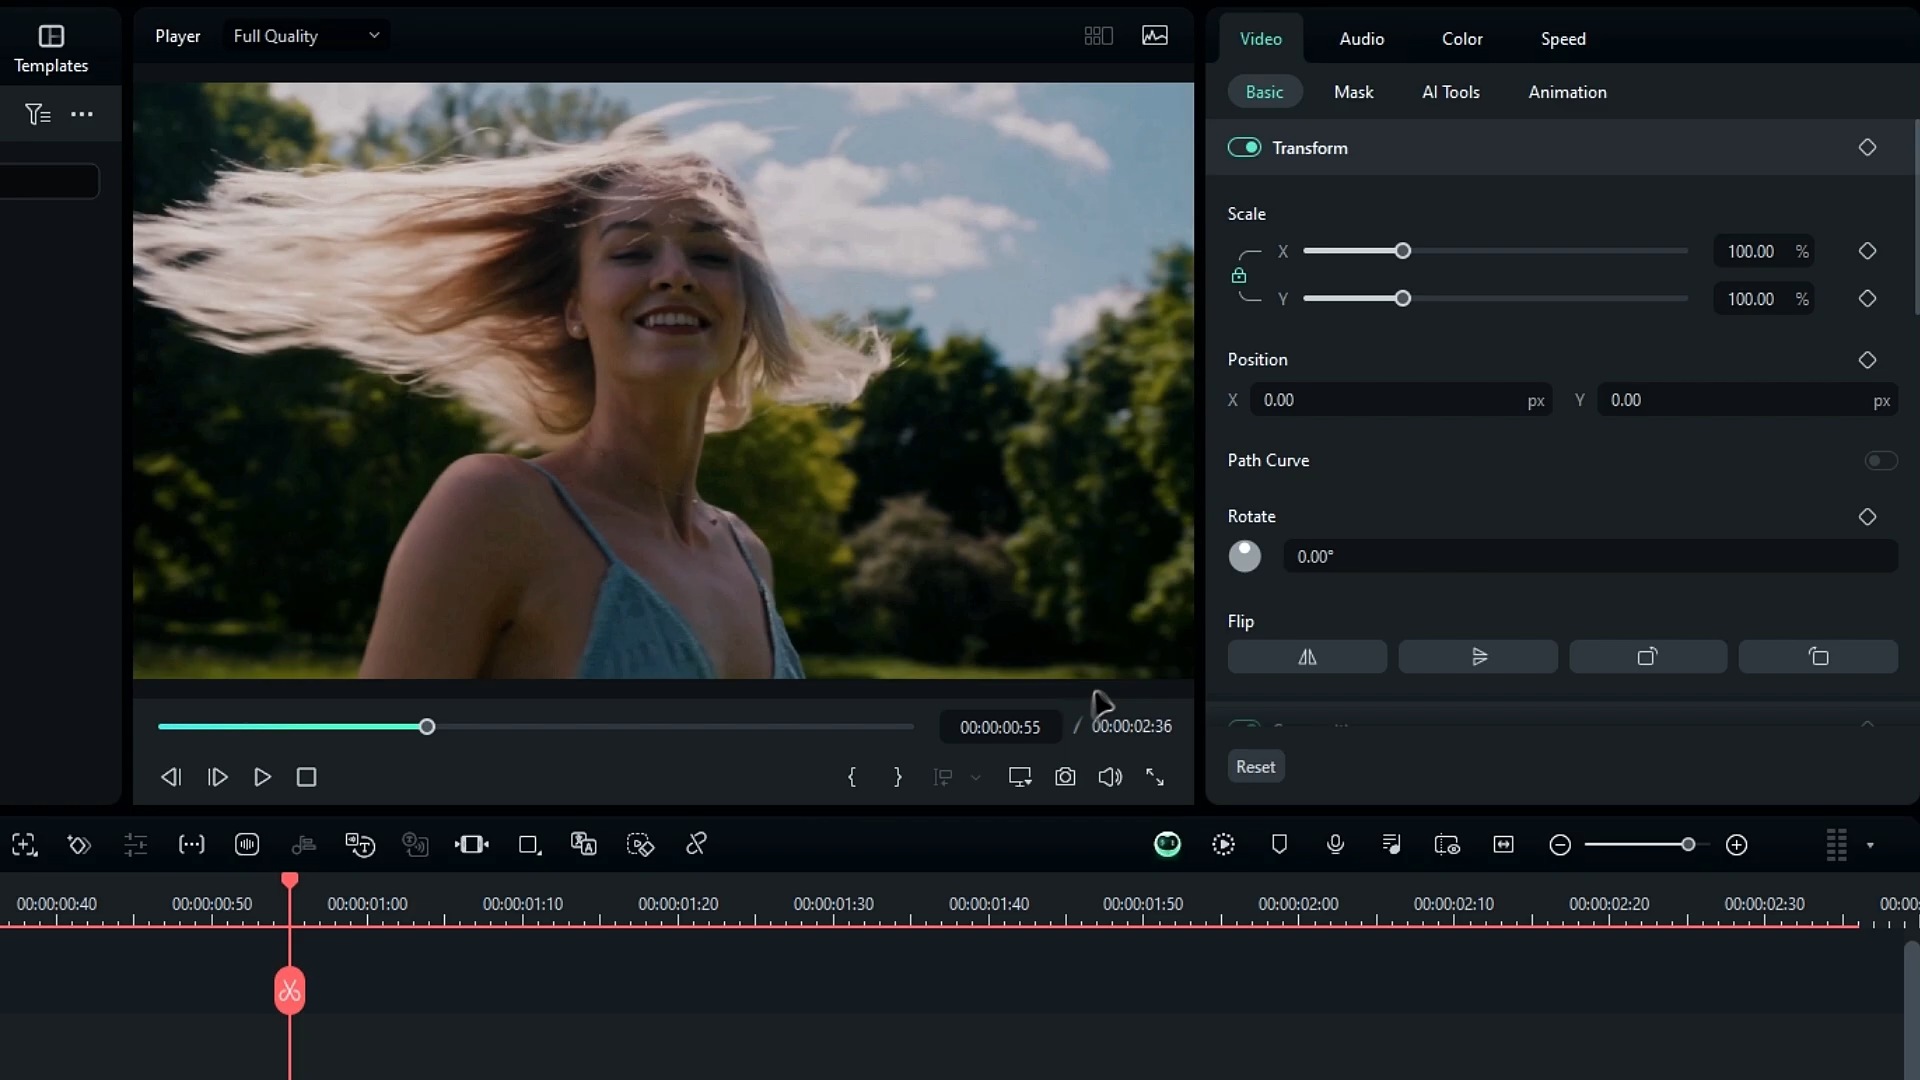 Templates
Player
Full Quality
Video
Audio
Color
Speed
Basic
Mask
AI Tools
Animation
Transform
Scale
X
100.00 %
Y
100.00 %
Position
X 0.00 px
Y 0.00 px
Path Curve
Rotate
0.00°
Flip
00:00:00:55 / 00:00:02:36
Reset
00:00:00:40
00:00:00:50
00:00:01:00
00:00:01:10
00:00:01:20
00:00:01:30
00:00:01:40
00:00:01:50
00:00:02:00
00:00:02:10
00:00:02:20
00:00:02:30
00:00: